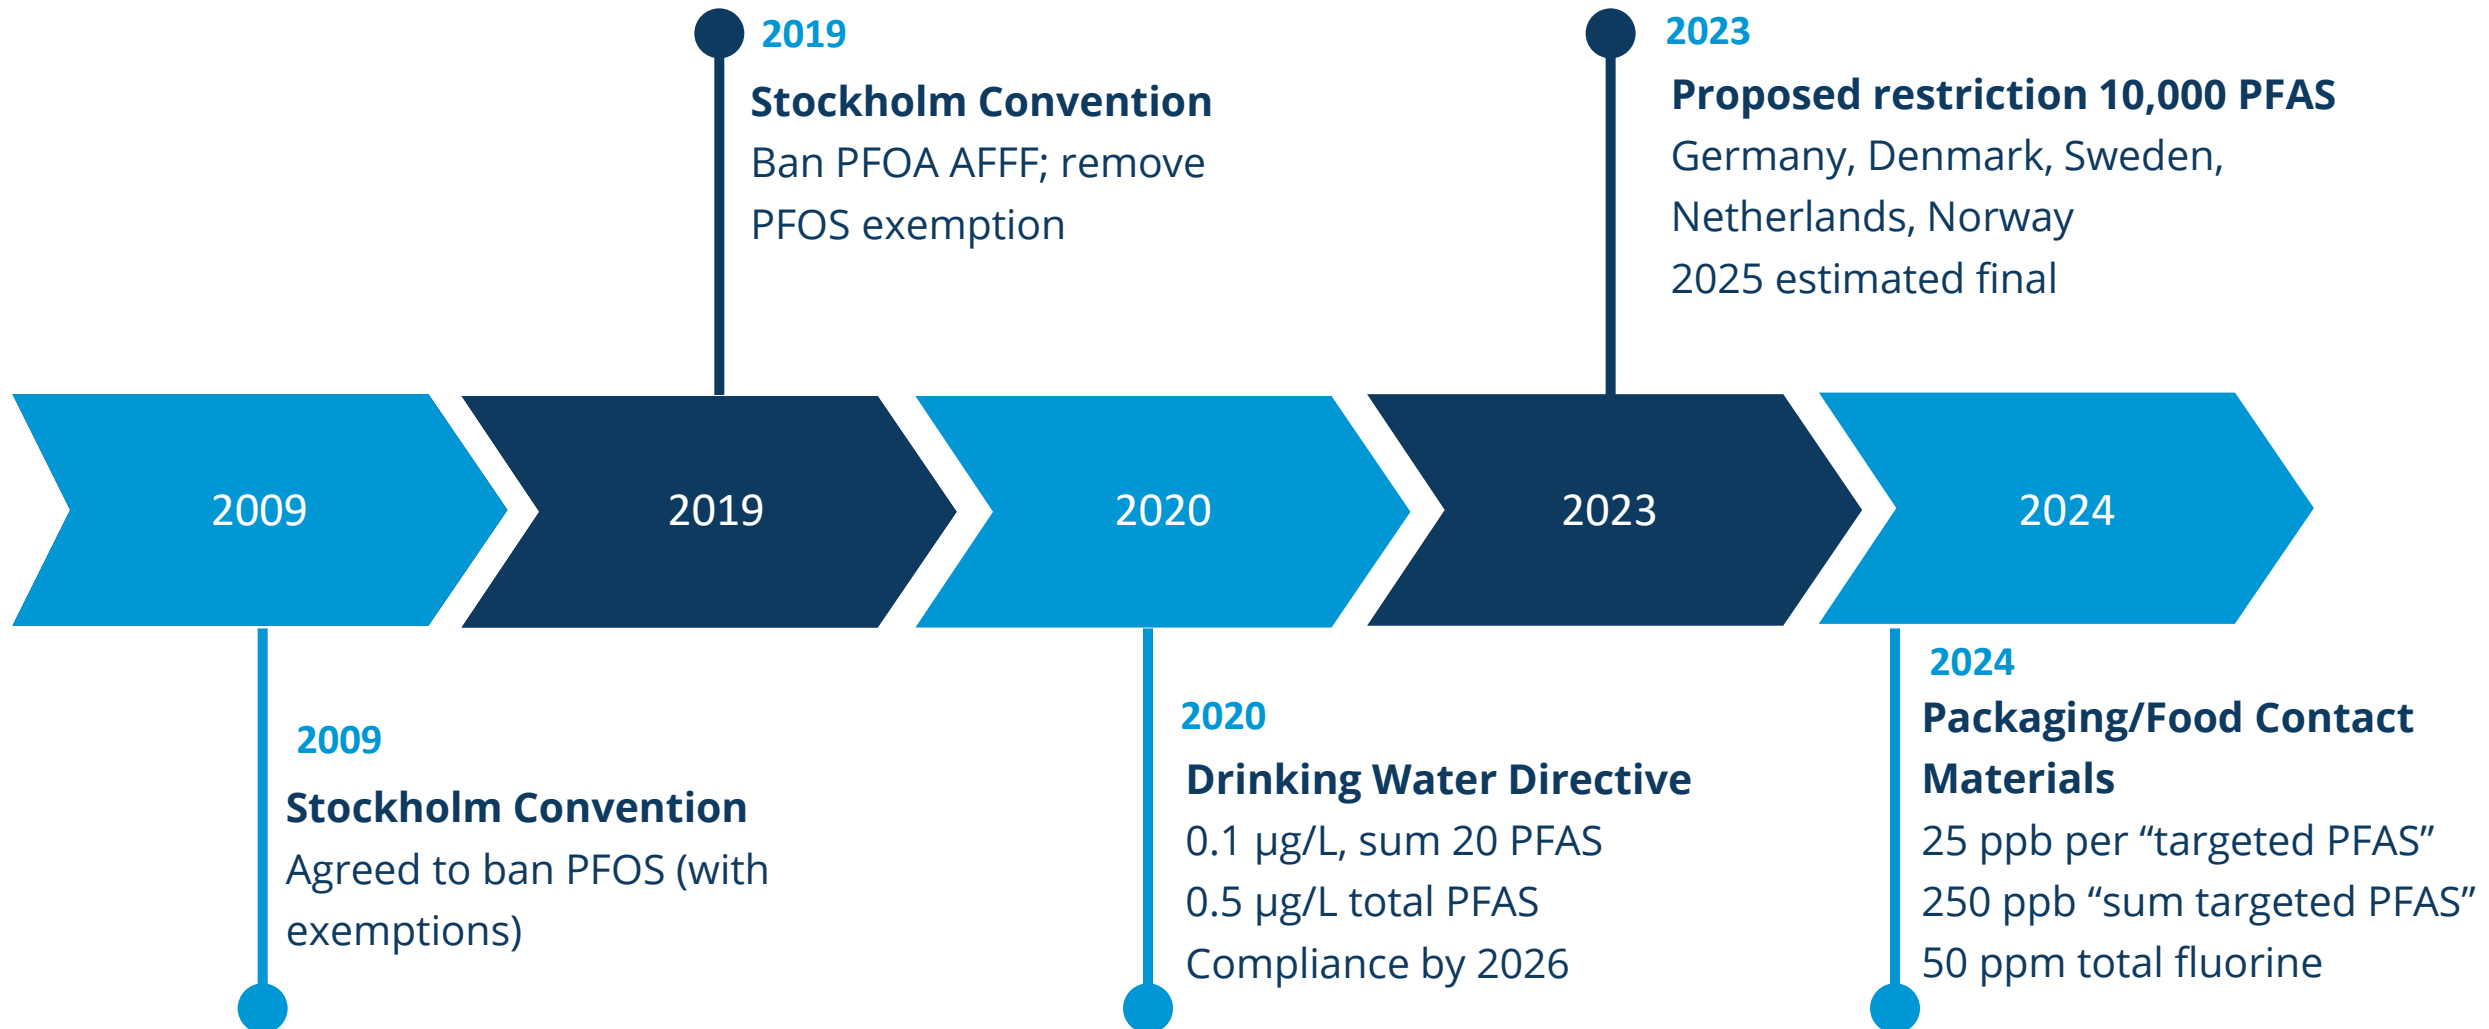 2019
Stockholm Convention
Ban PFOA AFFF; remove
PFOS exemption
2023
Proposed restriction 10,000 PFAS
Germany, Denmark, Sweden,
Netherlands, Norway
2025 estimated final
2009
2019
2020
2023
2024
2009
Stockholm Convention
Agreed to ban PFOS (with
exemptions)
2020
Drinking Water Directive
0.1 µg/L, sum 20 PFAS
0.5 µg/L total PFAS
Compliance by 2026
2024
Packaging/Food Contact
Materials
25 ppb per “targeted PFAS”
250 ppb “sum targeted PFAS”
50 ppm total fluorine